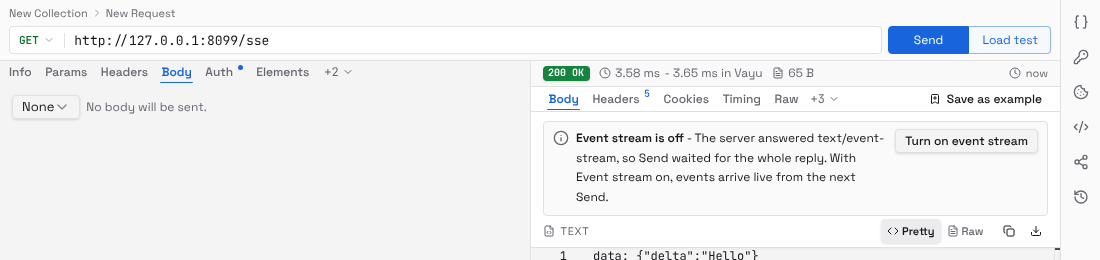 New Collection > New Request
GET http://127.0.0.1:8099/sse Send Load test
Info Params Headers Body Auth Elements +2
200 OK 3.58 ms - 3.65 ms in Vayu 65 B now
None No body will be sent.
Body Headers 5 Cookies Timing Raw +3 Save as example
Event stream is off - The server answered text/event-
stream, so Send waited for the whole reply. With
Event stream on, events arrive live from the next
Send.
Turn on event stream
TEXT Pretty Raw
1 data: {"delta":"Hello"}